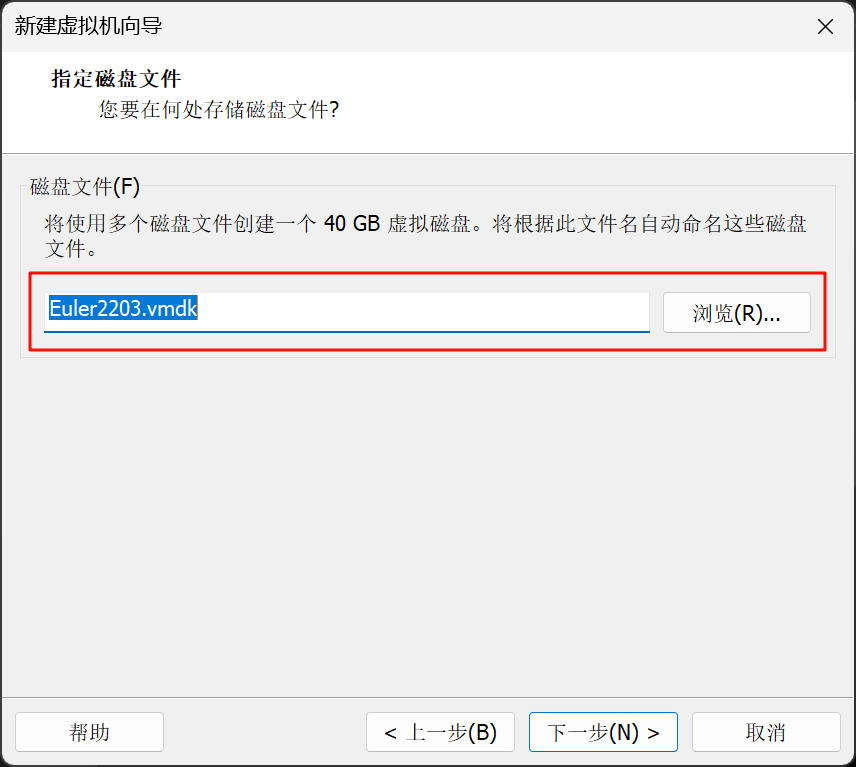 新建虚拟机向导
指定磁盘文件
您要在何处存储磁盘文件?
磁盘文件(F)
将使用多个磁盘文件创建一个 40 GB 虚拟磁盘。将根据此文件名自动命名这些磁盘
文件。
Euler2203.vmdk
浏览(R)...
帮助
< 上一步(B)
下一步(N) >
取消